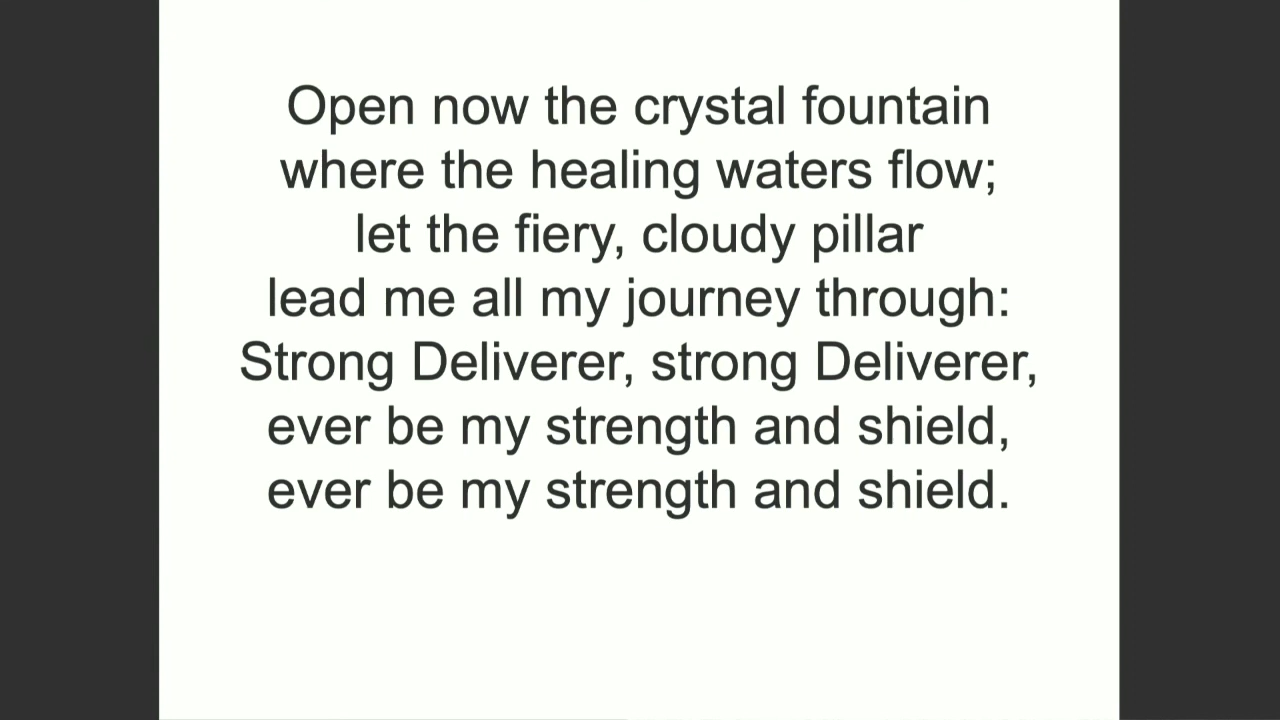 Open now the crystal fountain
where the healing waters flow;
let the fiery, cloudy pillar
lead me all my journey through:
Strong Deliverer, strong Deliverer,
ever be my strength and shield,
ever be my strength and shield.